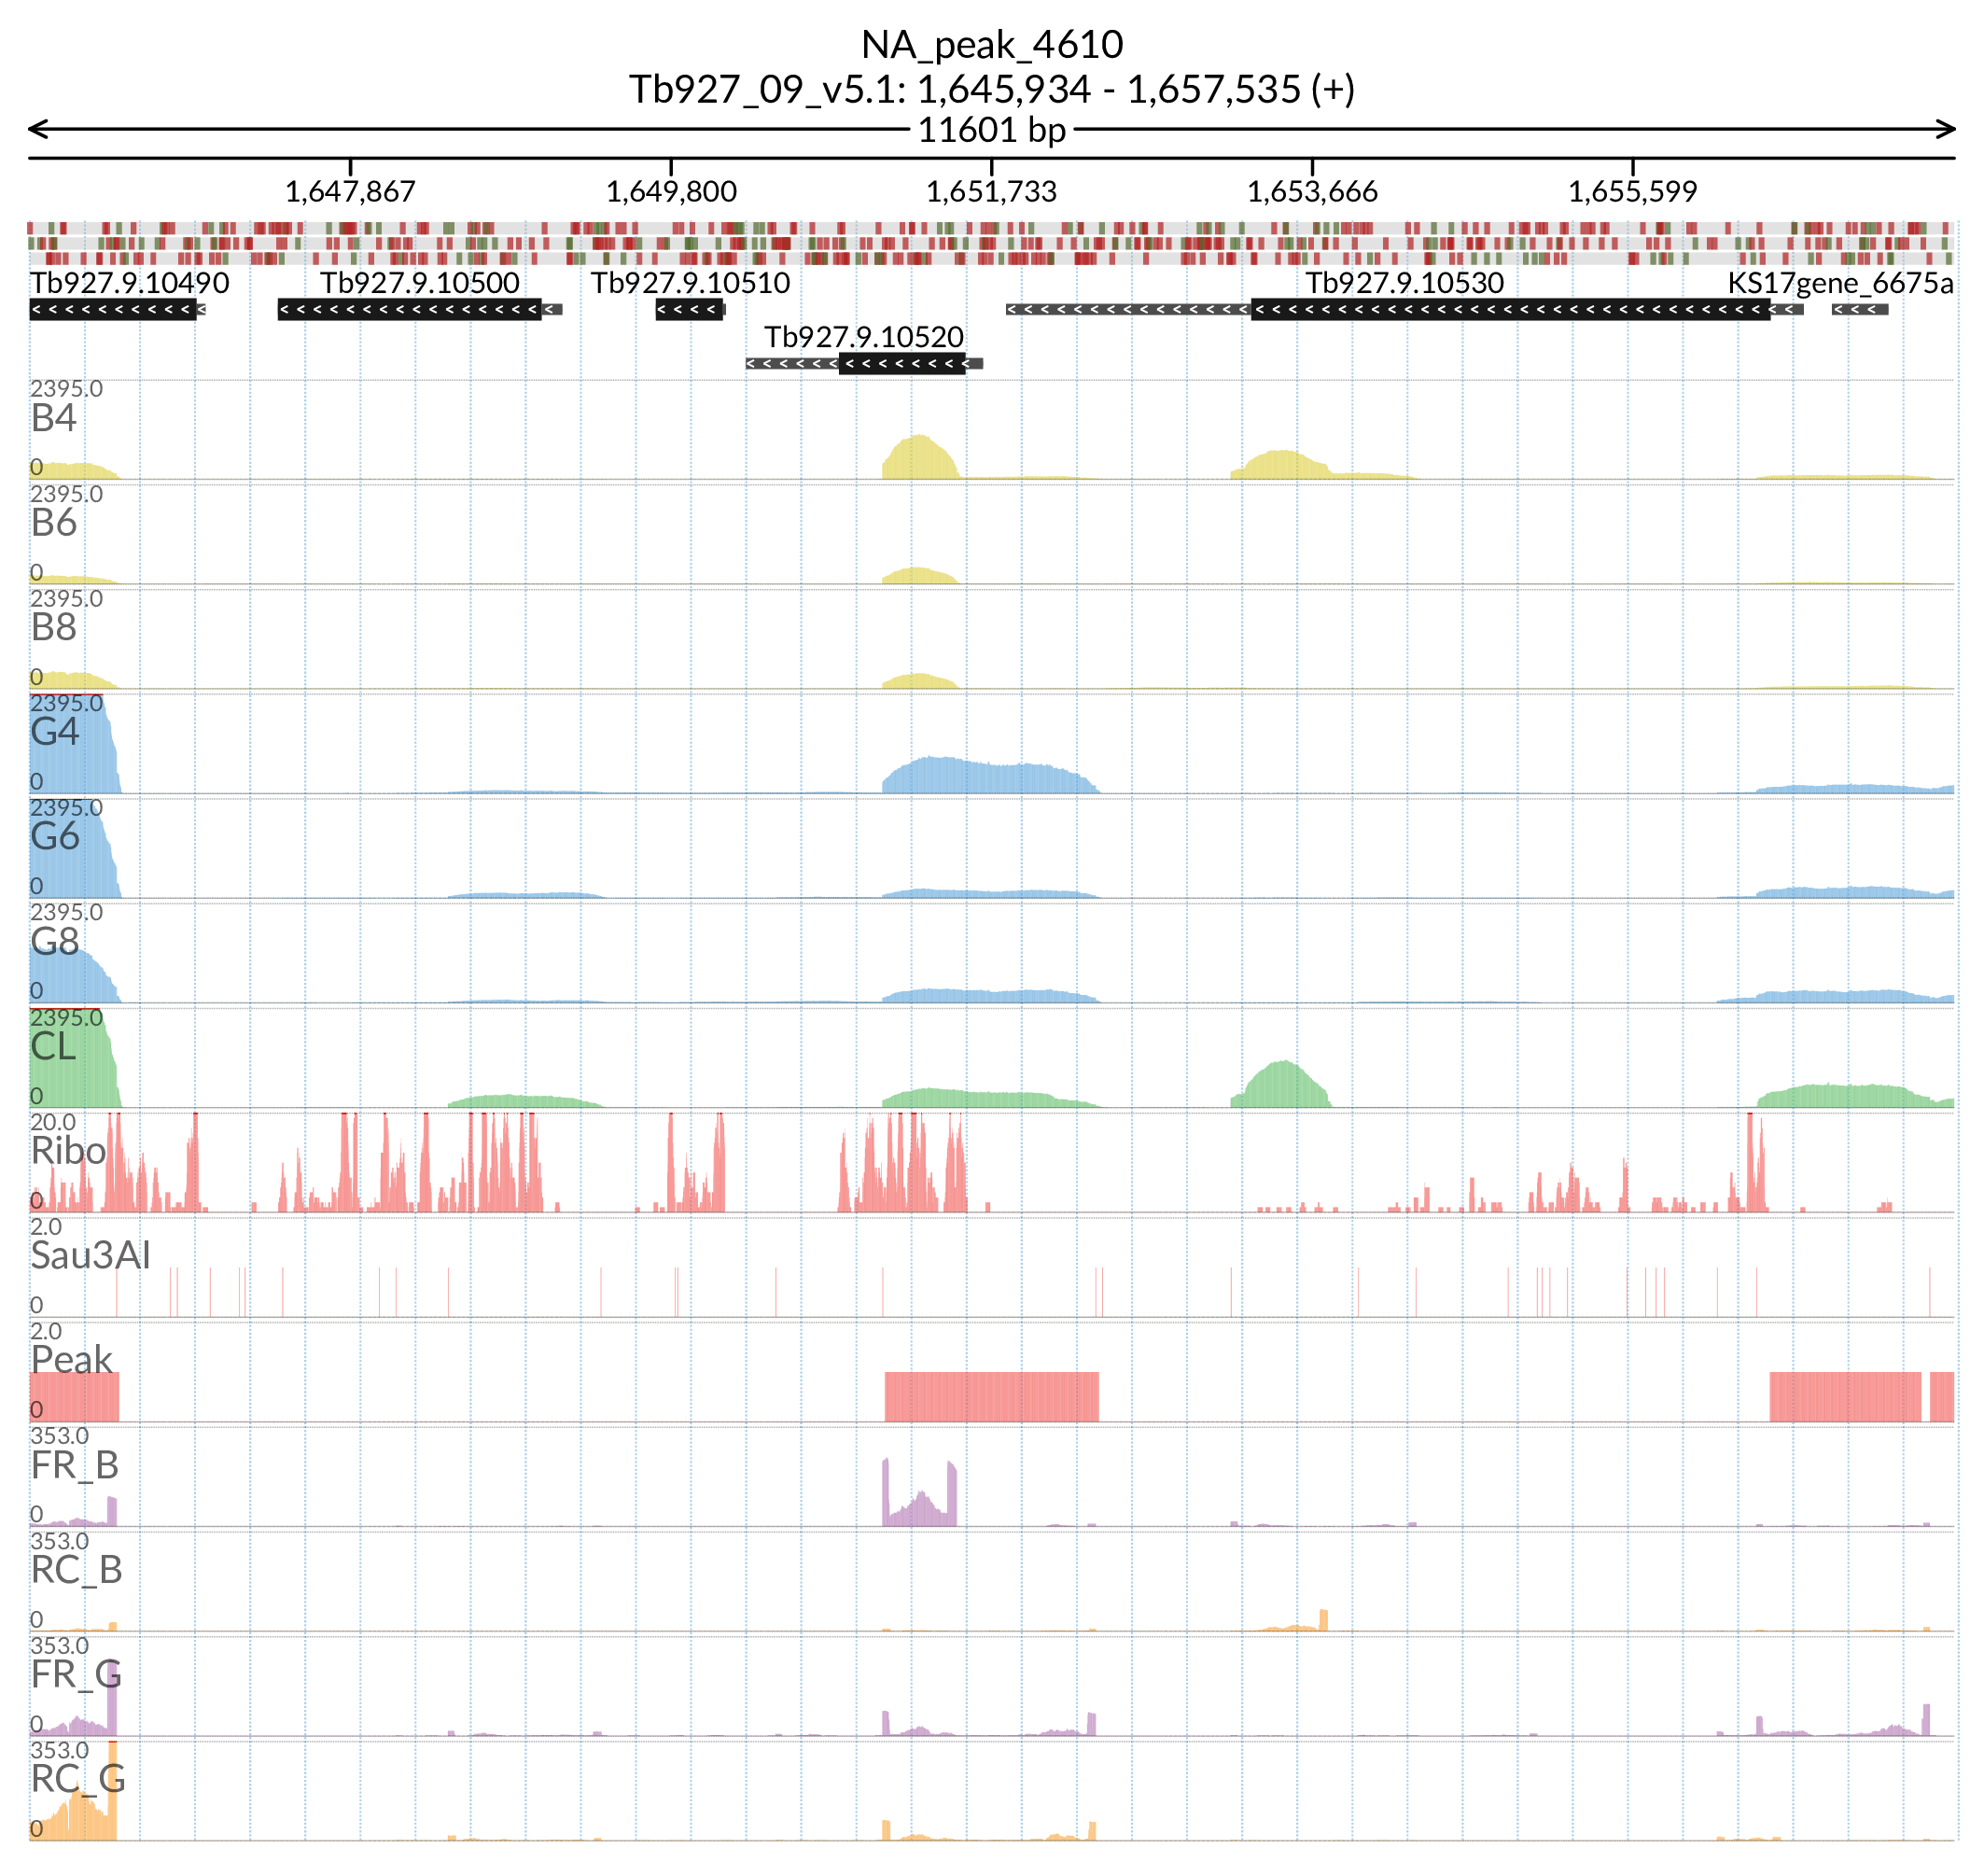 NA_peak_4610
Tb927_09_v5.1: 1,645,934 - 1,657,535 (+)
11601 bp
1,647,867 1,649,800 1,651,733 1,653,666 1,655,599
Tb927.9.10490 Tb927.9.10500 Tb927.9.10510 Tb927.9.10530 KS17gene_6675a
Tb927.9.10520
2395.0
B4
0
2395.0
B6
0
2395.0
B8
0
2395.0
G4
0
2395.0
G6
0
2395.0
G8
0
2395.0
CL
0
20.0
Ribo
0
2.0
Sau3AI
0
2.0
Peak
0
353.0
FR_B
0
353.0
RC_B
0
353.0
FR_G
0
353.0
RC_G
0